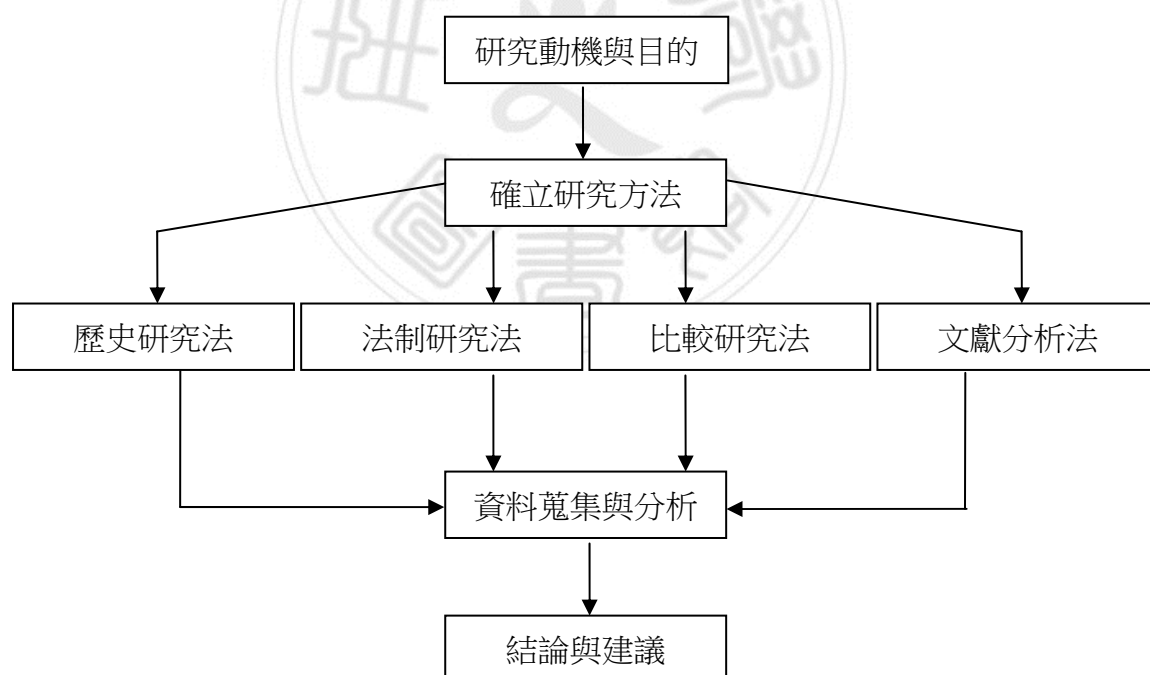 研究動機與目的
確立研究方法
歷史研究法
法制研究法
比較研究法
文獻分析法
資料蒐集與分析
結論與建議